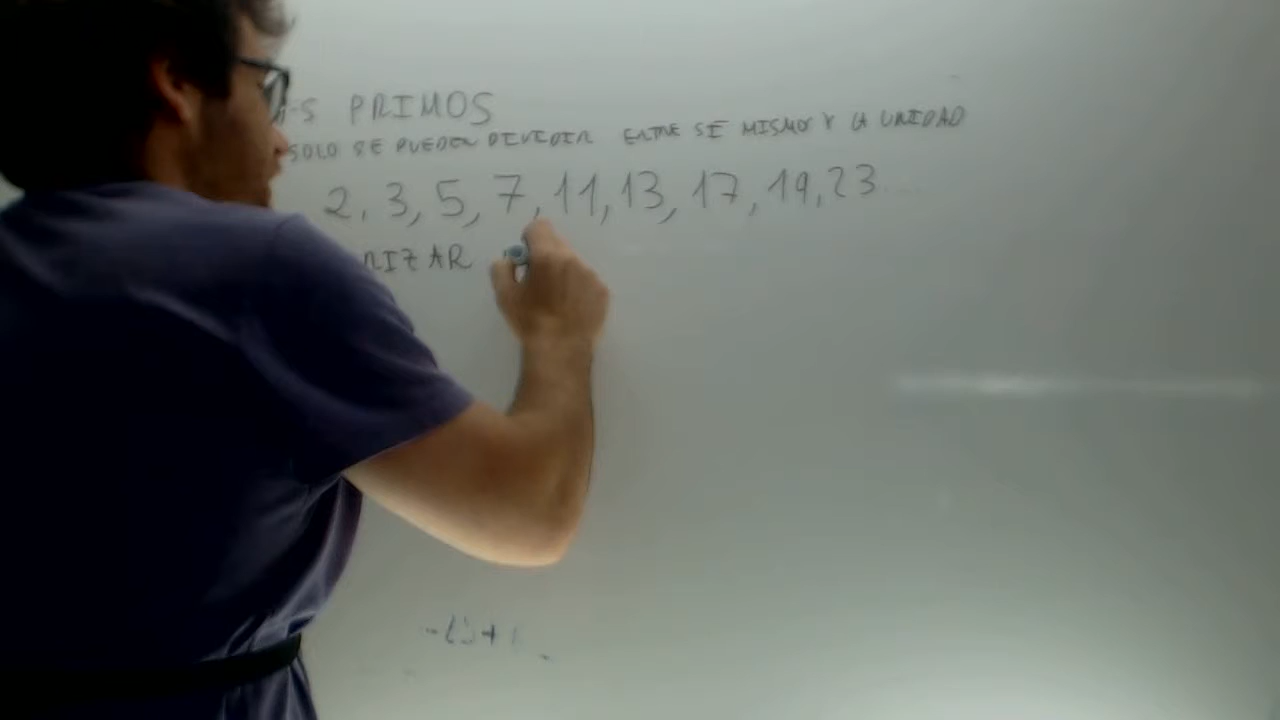 PRIMOS
SOLO SE PUEDEN DIVIDIR ENTRE SI MISMOS Y LA UNIDAD
2, 3, 5, 7, 11, 13, 17, 19, 23 .....
RIZAR